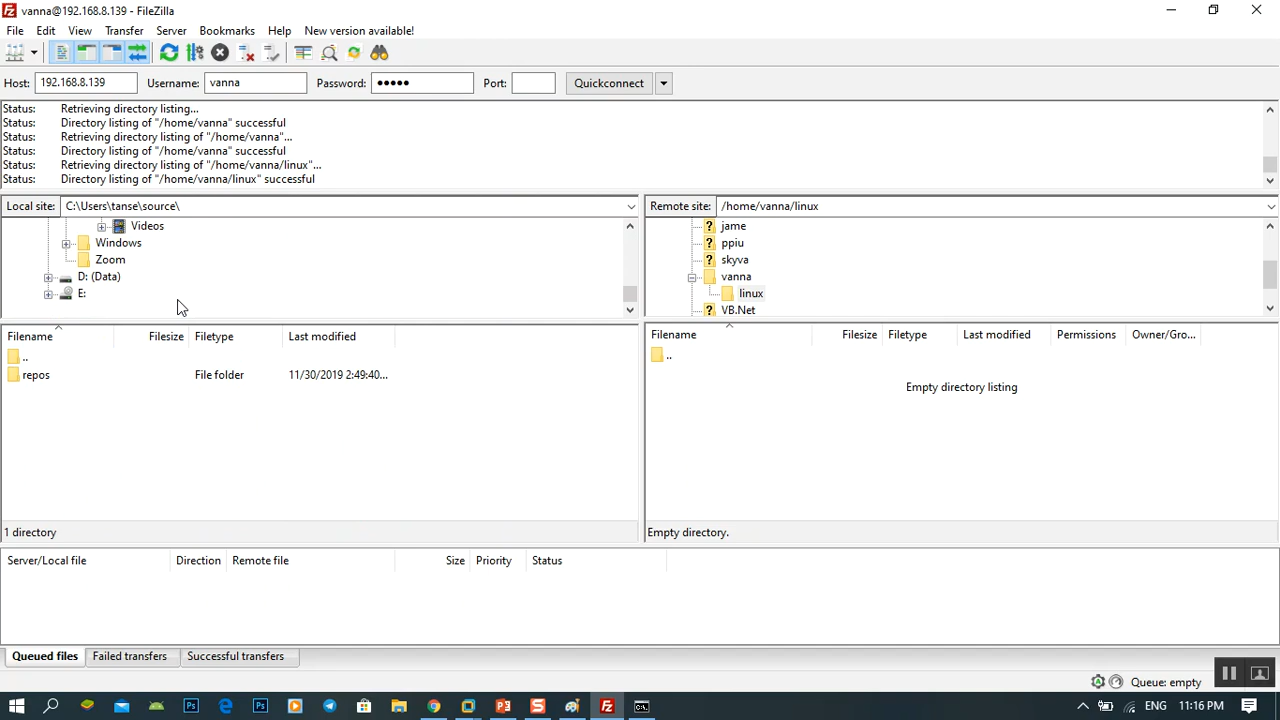 vanna@192.168.8.139 - FileZilla
File Edit View Transfer Server Bookmarks Help New version available!
Host: 192.168.8.139 Username: vanna Password: ●●●●● Port: Quickconnect
Status: Retrieving directory listing...
Status: Directory listing of "/home/vanna" successful
Status: Retrieving directory listing of "/home/vanna"...
Status: Directory listing of "/home/vanna" successful
Status: Retrieving directory listing of "/home/vanna/linux"...
Status: Directory listing of "/home/vanna/linux" successful
Local site: C:\Users\tanse\source\
Videos
Windows
Zoom
D: (Data)
E:
Filename Filesize Filetype Last modified
..
repos File folder 11/30/2019 2:49:40...
1 directory
Remote site: /home/vanna/linux
jame
ppiu
skyva
vanna
linux
VB.Net
Filename Filesize Filetype Last modified Permissions Owner/Gro...
..
Empty directory listing
Empty directory.
Server/Local file Direction Remote file Size Priority Status
Queued files Failed transfers Successful transfers
Queue: empty
ENG 11:16 PM